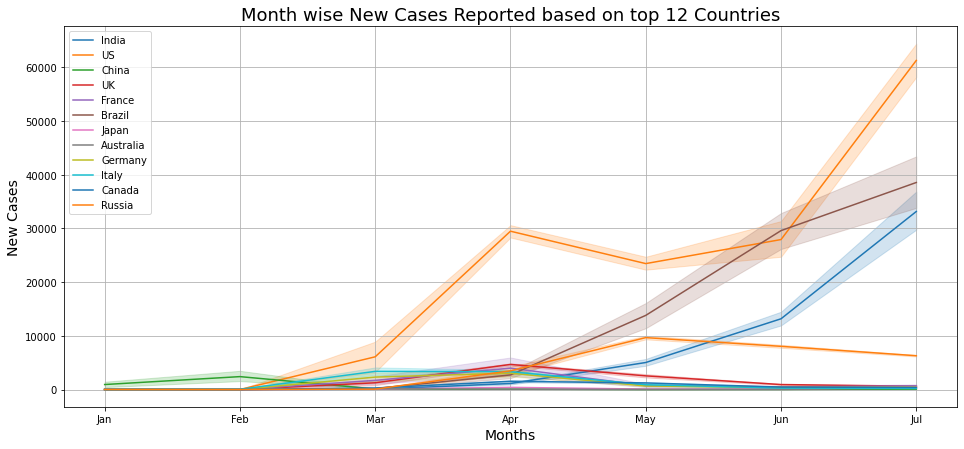 Month wise New Cases Reported based on top 12 Countries
India
US
China
UK
France
Brazil
Japan
Australia
Germany
Italy
Canada
Russia
New Cases
60000
50000
40000
30000
20000
10000
0
Jan Feb Mar Apr May Jun Jul
Months